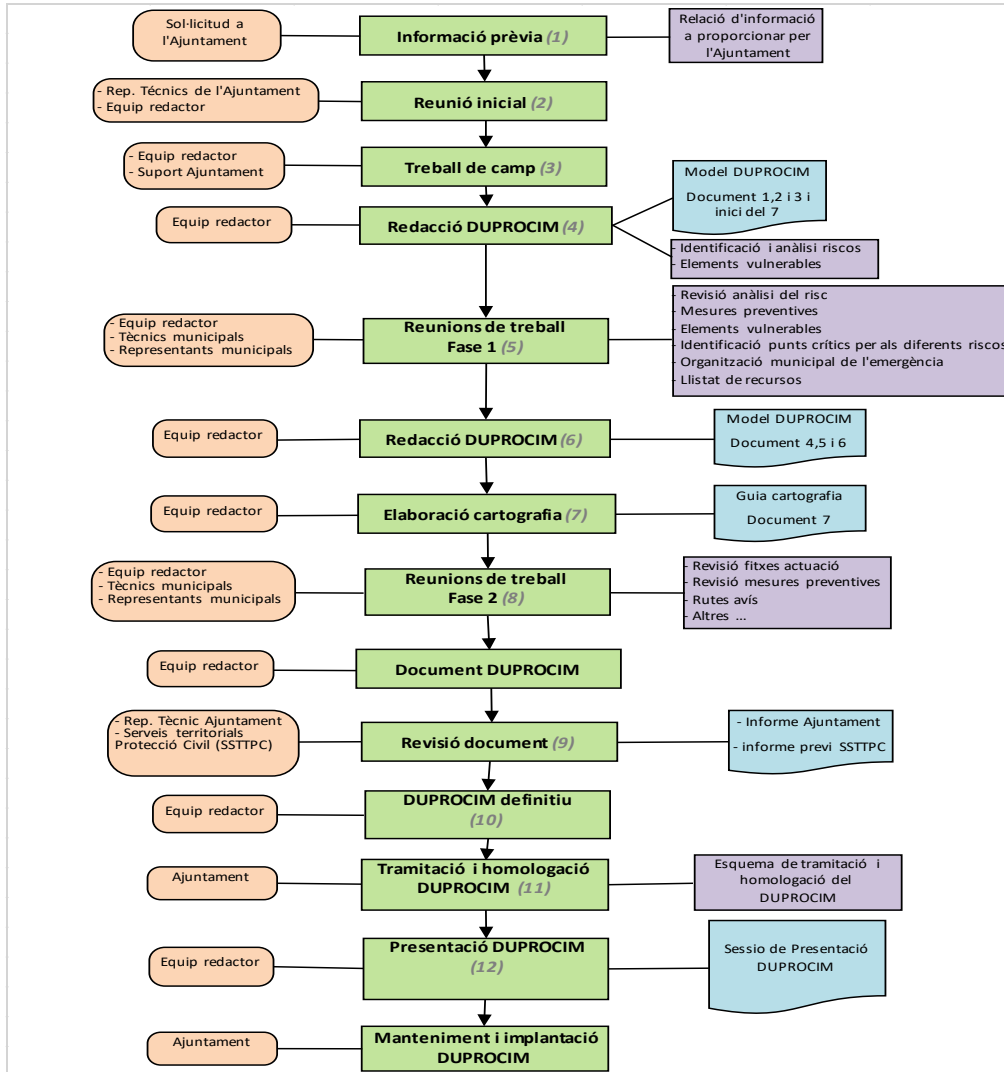 Sol·licitud a
l'Ajuntament
Informació prèvia (1)
Relació d'informació
a proporcionar per
l'Ajuntament
- Rep. Técnics de l'Ajuntament
- Equip redactor
Reunió inicial (2)
- Equip redactor
- Suport Ajuntament
Treball de camp (3)
Model DUPROCIM
Document 1,2 i 3 i
inici del 7
Equip redactor
Redacció DUPROCIM (4)
- Identificació i anàlisi riscos
- Elements vulnerables
- Equip redactor
- Tècnics municipals
- Representants municipals
Reunions de treball
Fase 1 (5)
- Revisió anàlisi del risc
- Mesures preventives
- Elements vulnerables
- Identificació punts crítics per als diferents riscos
- Organització municipal de l'emergència
- Llistat de recursos
Equip redactor
Redacció DUPROCIM (6)
Model DUPROCIM
Document 4,5 i 6
Equip redactor
Elaboració cartografia (7)
Guia cartografia
Document 7
- Equip redactor
- Tècnics municipals
- Representants municipals
Reunions de treball
Fase 2 (8)
- Revisió fitxes actuació
- Revisió mesures preventives
- Rutes avís
- Altres ...
Equip redactor
Document DUPROCIM
- Rep. Tècnic Ajuntament
- Serveis territorials
Protecció Civil (SSTTPC)
Revisió document (9)
- Informe Ajuntament
- informe previ SSTTPC
Equip redactor
DUPROCIM definitiu
(10)
Ajuntament
Tramitació i homologació
DUPROCIM (11)
Esquema de tramitació i
homologació del
DUPROCIM
Equip redactor
Presentació DUPROCIM
(12)
Sessio de Presentació
DUPROCIM
Ajuntament
Manteniment i implantació
DUPROCIM